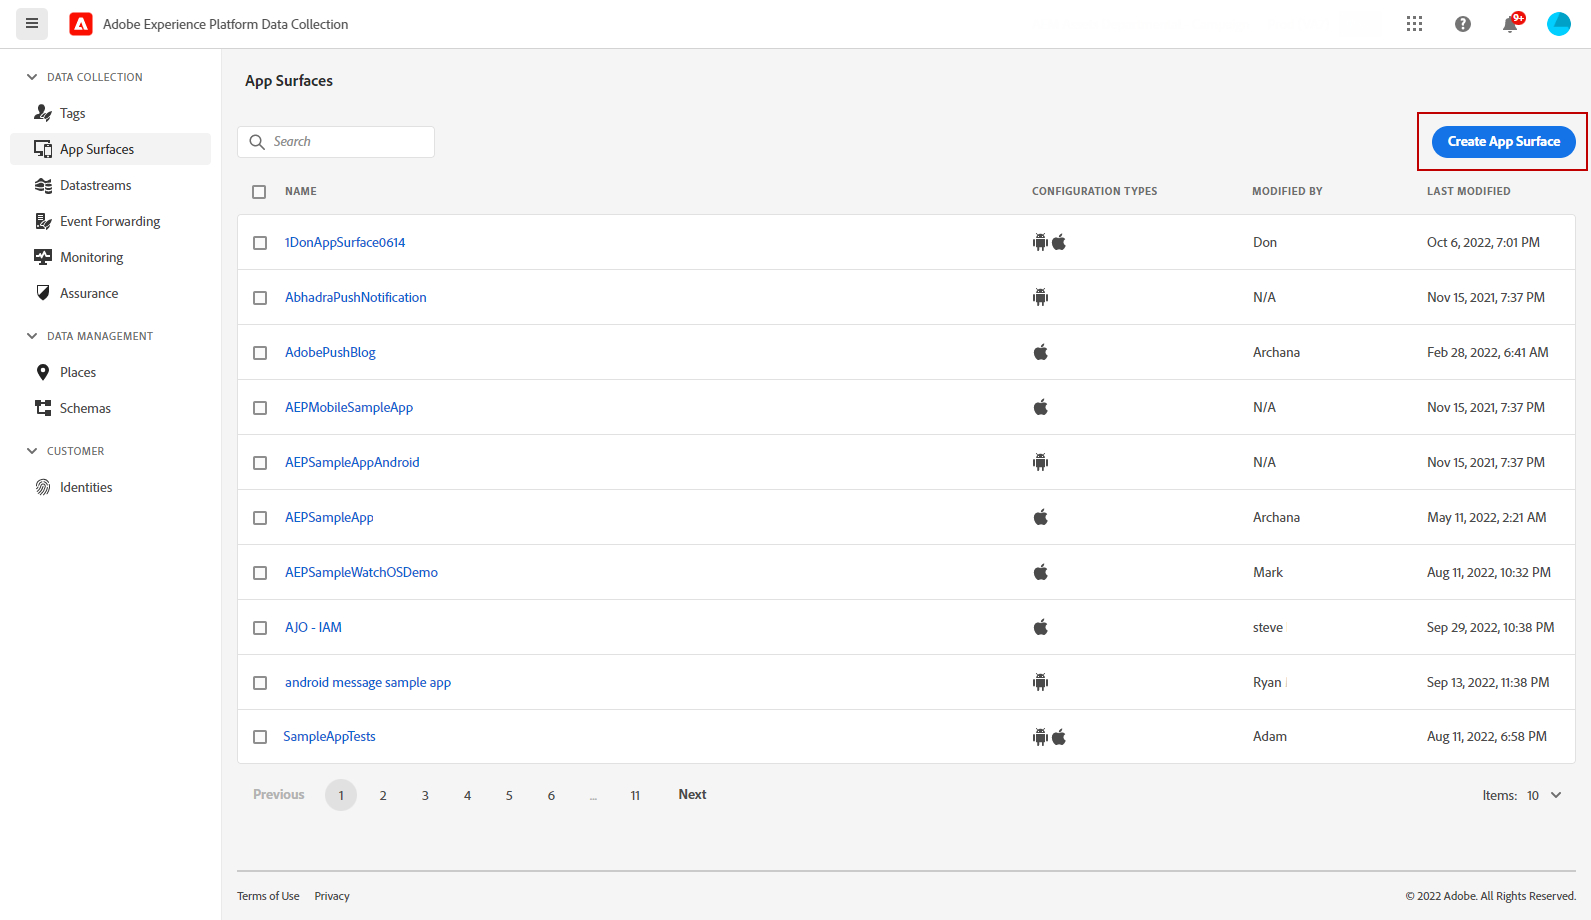 Adobe Experience Platform Data Collection
9+
DATA COLLECTION
Tags
App Surfaces
Datastreams
Event Forwarding
Monitoring
Assurance
DATA MANAGEMENT
Places
Schemas
CUSTOMER
Identities
App Surfaces
Search
Create App Surface
NAME CONFIGURATION TYPES MODIFIED BY LAST MODIFIED
1DonAppSurface0614 Don Oct 6, 2022, 7:01 PM
AbhadraPushNotification N/A Nov 15, 2021, 7:37 PM
AdobePushBlog Archana Feb 28, 2022, 6:41 AM
AEPMobileSampleApp N/A Nov 15, 2021, 7:37 PM
AEPSampleAppAndroid N/A Nov 15, 2021, 7:37 PM
AEPSampleApp Archana May 11, 2022, 2:21 AM
AEPSampleWatchOSDemo Mark Aug 11, 2022, 10:32 PM
AJO - IAM steve Sep 29, 2022, 10:38 PM
android message sample app Ryan Sep 13, 2022, 11:38 PM
SampleAppTests Adam Aug 11, 2022, 6:58 PM
Previous 1 2 3 4 5 6 ... 11 Next Items: 10
Terms of Use Privacy © 2022 Adobe. All Rights Reserved.